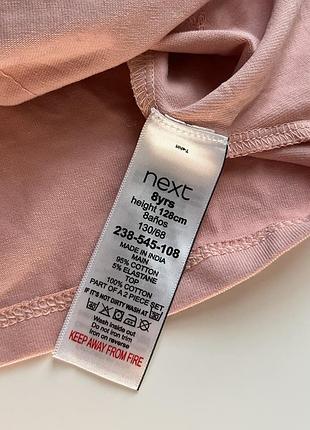 T-shirt
next
8yrs
height 128cm
8años
130/68
238-545-108
MADE IN INDIA
MAIN
95% COTTON
5% ELASTANE
TOP
100% COTTON
PART OF A 2 PIECE SET
IF IT'S NOT DIRTY WASH AT 30
Wash inside out
Do not iron trim
Iron on reverse
KEEP AWAY FROM FIRE